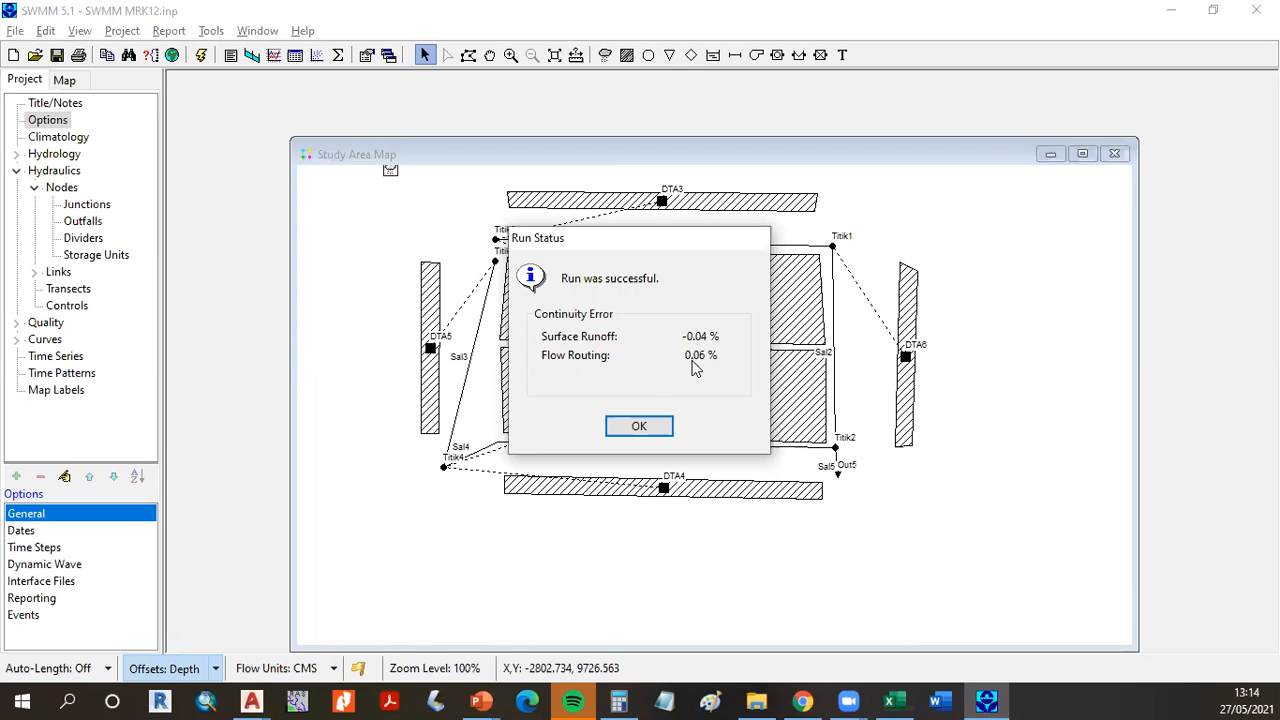 SWMM 5.1 - SWMM MRK12.inp
File Edit View Project Report Tools Window Help
Project Map
Title/Notes
Options
Climatology
Hydrology
Hydraulics
Nodes
Junctions
Outfalls
Dividers
Storage Units
Links
Transects
Controls
Quality
Curves
Time Series
Time Patterns
Map Labels
Options
General
Dates
Time Steps
Dynamic Wave
Interface Files
Reporting
Events
Study Area Map
DTA3
Titik1
DTA5
Sal3
Sal2
DTA6
Sal4
Titik4
Titik2
DTA4
Sal5 Out5
Run Status
Run was successful.
Continuity Error
Surface Runoff: -0.04 %
Flow Routing: 0.06 %
OK
Auto-Length: Off Offsets: Depth Flow Units: CMS Zoom Level: 100% X,Y: -2802.734, 9726.563
13:14
27/05/2021